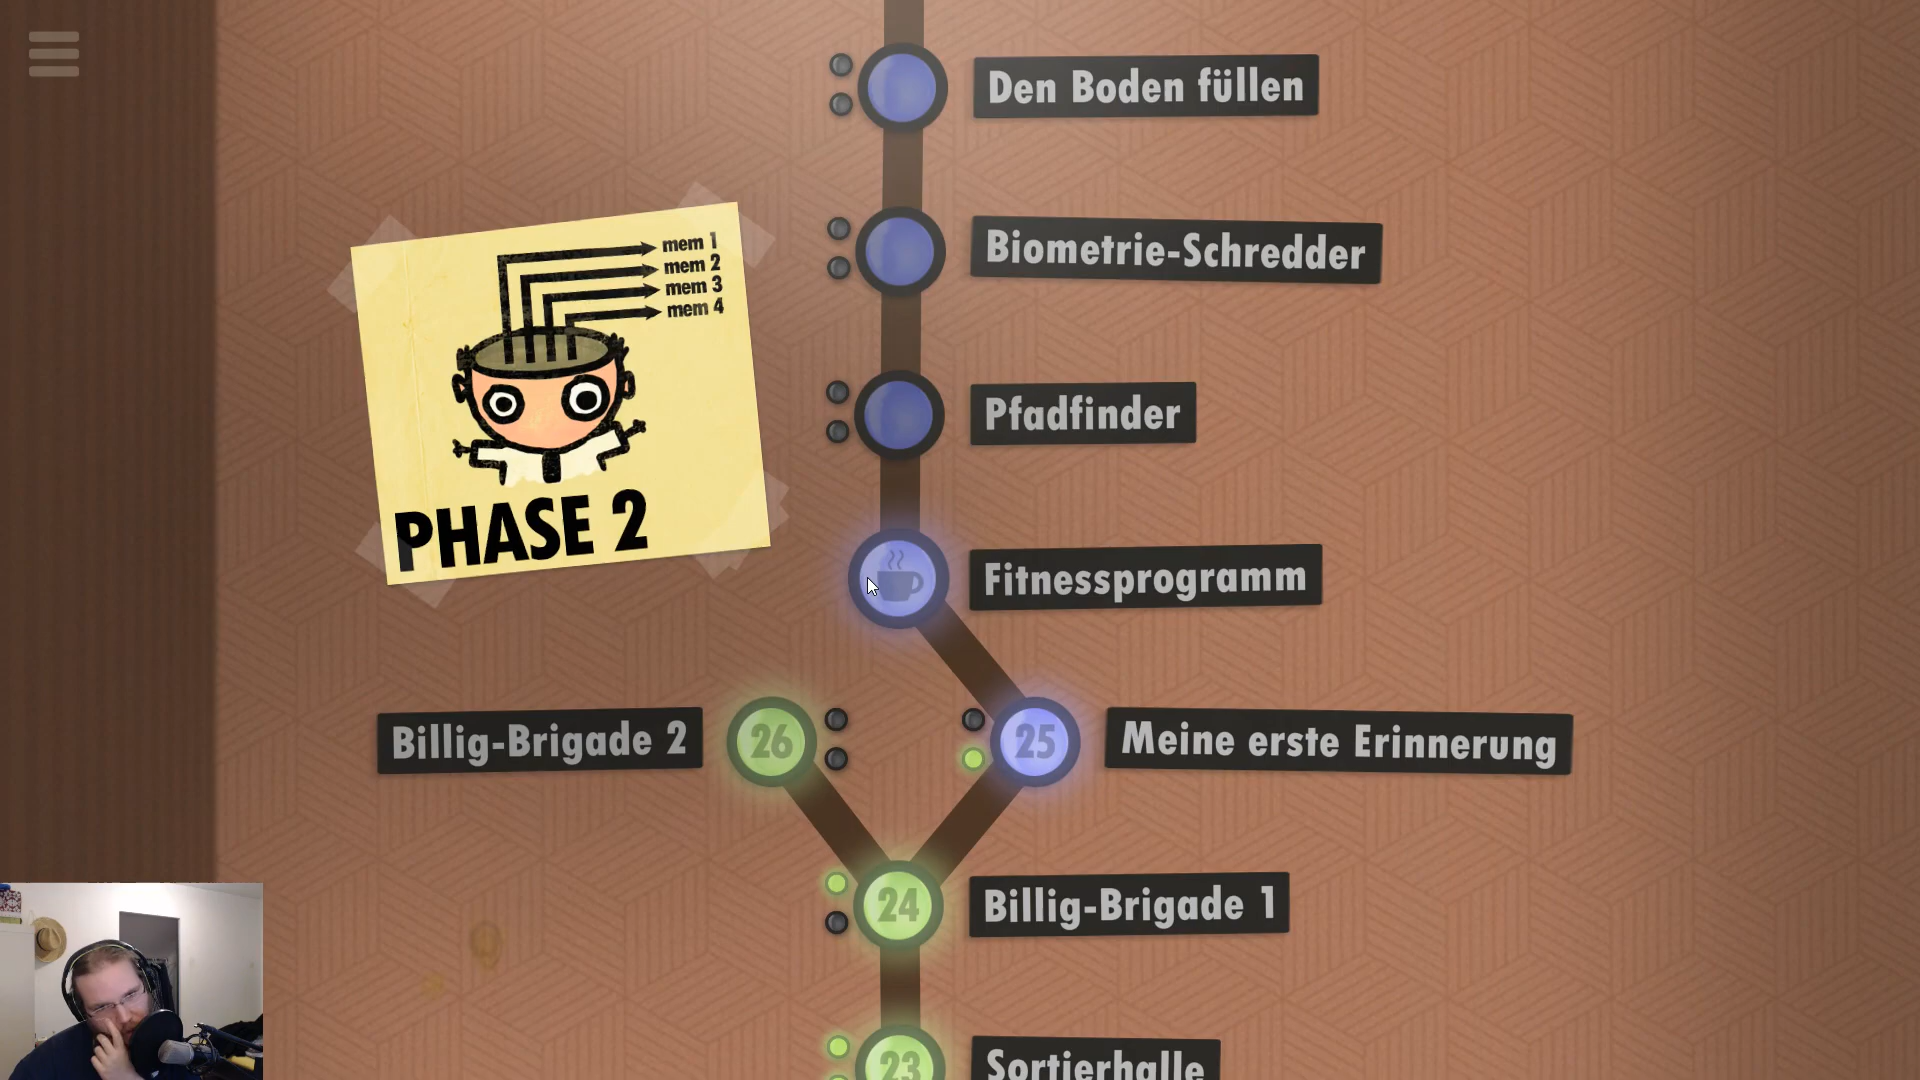 Den Boden füllen
mem 1
mem 2
mem 3
mem 4
Biometrie-Schredder
Pfadfinder
PHASE 2
Fitnessprogramm
Billig-Brigade 2
26
25
Meine erste Erinnerung
24
Billig-Brigade 1
23
Sortierhalle